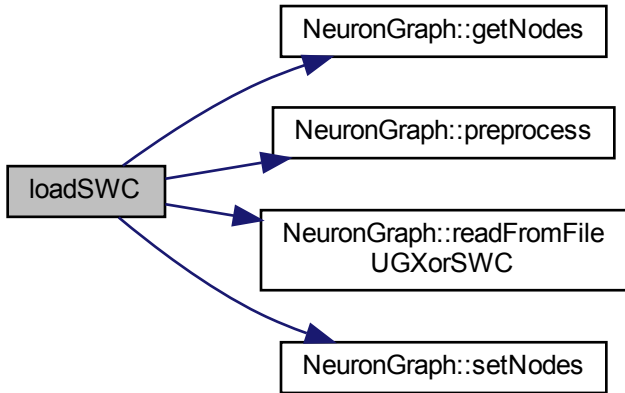 NeuronGraph::getNodes
NeuronGraph::preprocess
loadSWC
NeuronGraph::readFromFile
UGXorSWC
NeuronGraph::setNodes